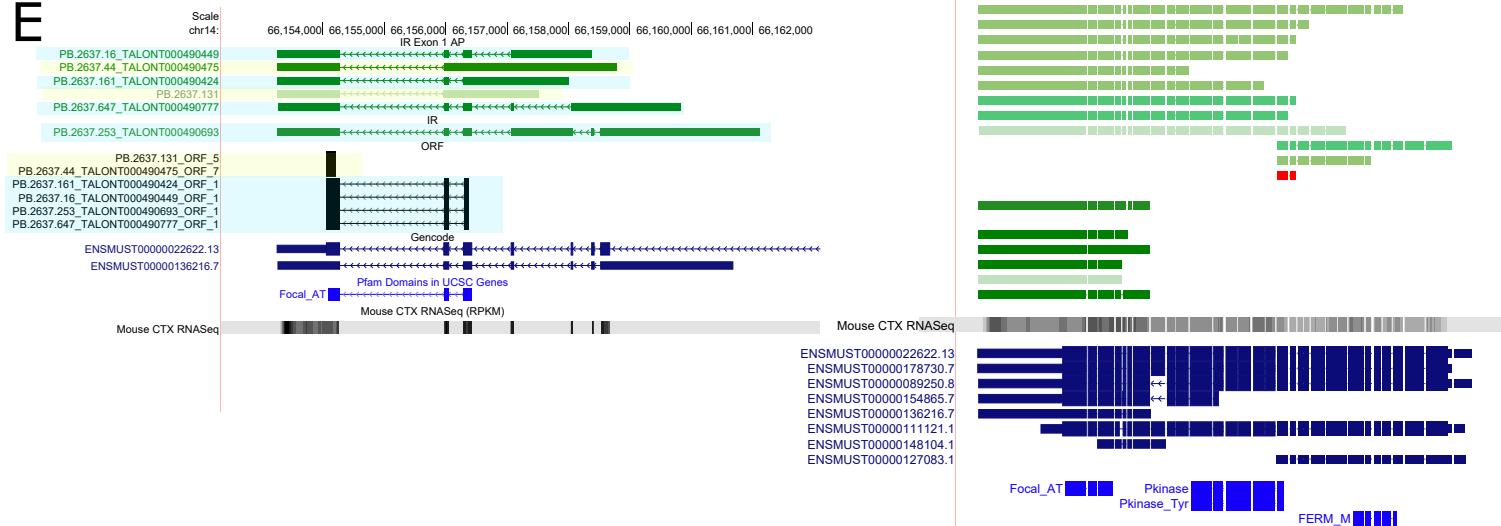 E
Scale
chr14:
66,154,000 66,155,000 66,156,000 66,157,000 66,158,000 66,159,000 66,160,000 66,161,000 66,162,000
IR Exon 1 AP
PB.2637.16_TALONT000490449
PB.2637.44_TALONT000490475
PB.2637.161_TALONT000490424
PB.2637.131
PB.2637.647_TALONT000490777
IR
PB.2637.253_TALONT000490693
ORF
PB.2637.131_ORF_5
PB.2637.44_TALONT000490475_ORF_7
PB.2637.161_TALONT000490424_ORF_1
PB.2637.16_TALONT000490449_ORF_1
PB.2637.253_TALONT000490693_ORF_1
PB.2637.647_TALONT000490777_ORF_1
Gencode
ENSMUST00000022622.13
ENSMUST00000136216.7
Pfam Domains in UCSC Genes
Focal_AT
Mouse CTX RNASeq (RPKM)
Mouse CTX RNASeq
Mouse CTX RNASeq
ENSMUST00000022622.13
ENSMUST00000178730.7
ENSMUST00000089250.8
ENSMUST00000154865.7
ENSMUST00000136216.7
ENSMUST00000111121.1
ENSMUST00000148104.1
ENSMUST00000127083.1
Focal_AT
Pkinase
Pkinase_Tyr
FERM_M